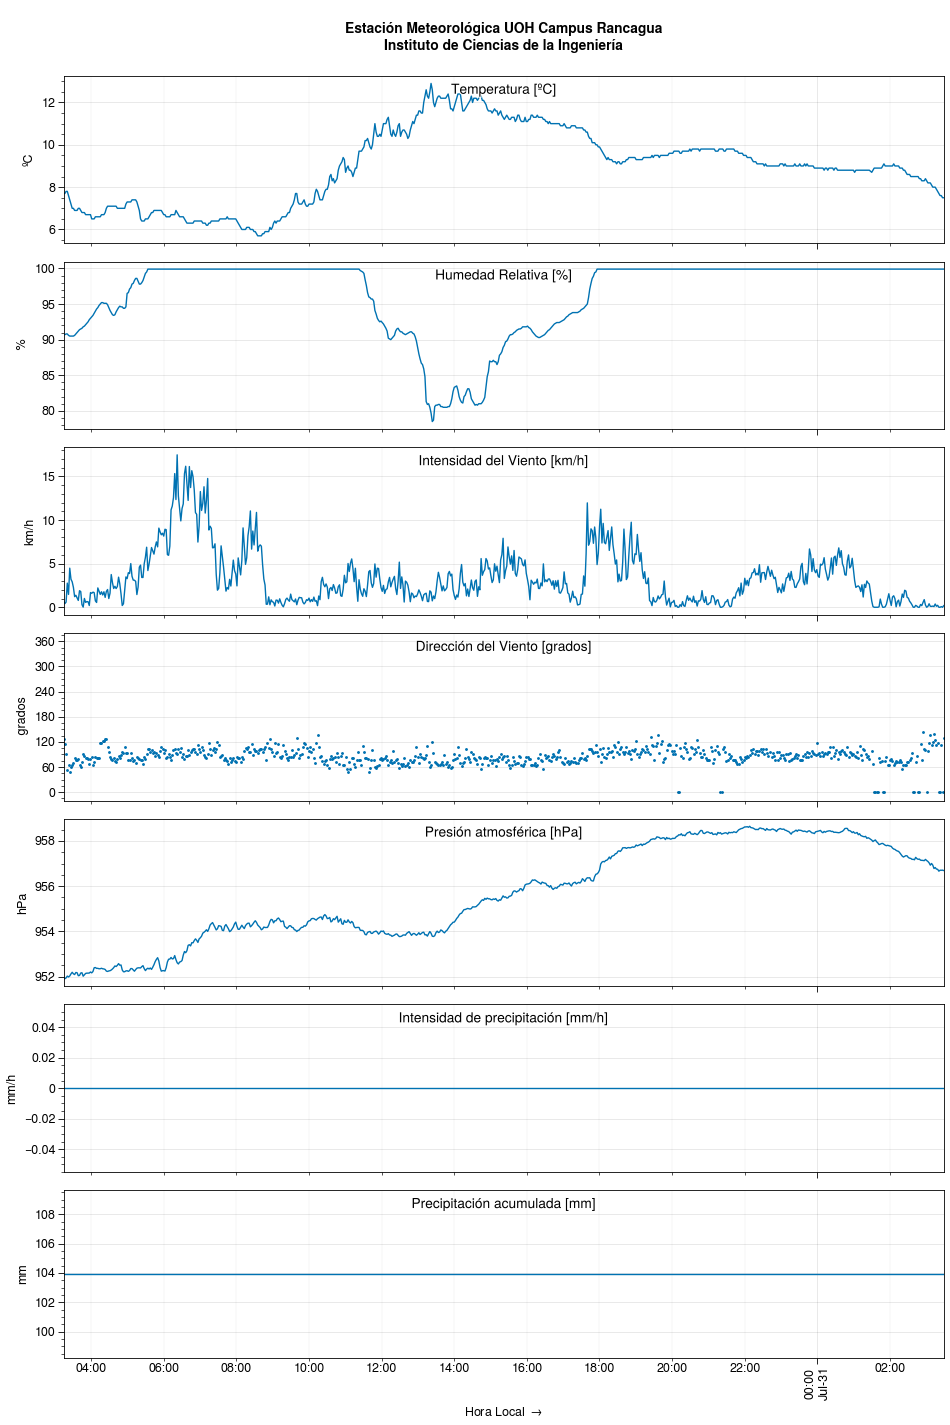 Estación Meteorológica UOH Campus Rancagua
Instituto de Ciencias de la Ingeniería
Temperatura [ºC]
12
10
8
6
ºC
Humedad Relativa [%]
100
95
90
85
80
%
Intensidad del Viento [km/h]
15
10
5
0
km/h
Dirección del Viento [grados]
360
300
240
180
120
60
0
grados
Presión atmosférica [hPa]
958
956
954
952
hPa
Intensidad de precipitación [mm/h]
0.04
0.02
0
−0.02
−0.04
mm/h
Precipitación acumulada [mm]
108
106
104
102
100
mm
04:00 06:00 08:00 10:00 12:00 14:00 16:00 18:00 20:00 22:00 00:00 02:00
Jul-31
Hora Local →